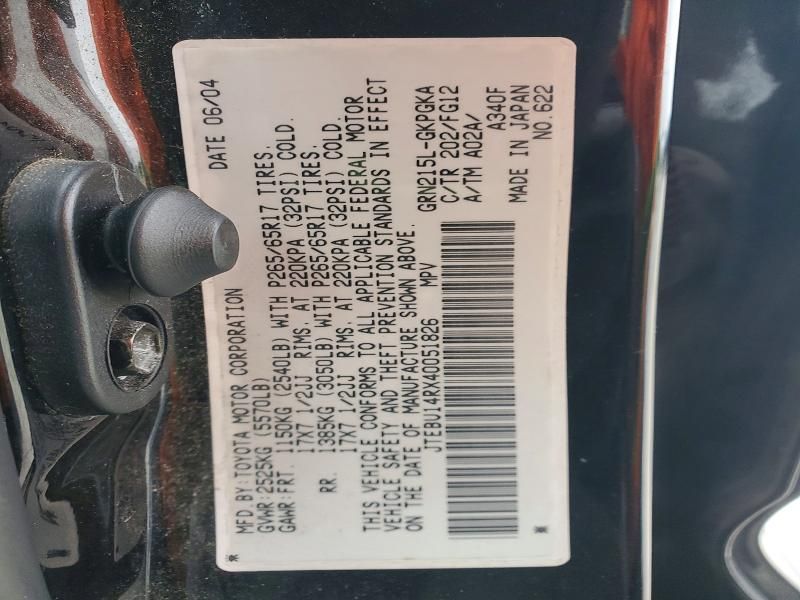 MFD.BY:TOYOTA MOTOR CORPORATION DATE 06/04
GVWR:2525KG (5570LB)
GAWR:FRT. 1150KG (2540LB) WITH P265/65R17 TIRES.
17X7 1/2JJ RIMS. AT 220KPA (32PSI) COLD.
RR. 1385KG (3050LB) WITH P265/65R17 TIRES.
17X7 1/2JJ RIMS. AT 220KPA (32PSI) COLD.
THIS VEHICLE CONFORMS TO ALL APPLICABLE FEDERAL MOTOR
VEHICLE SAFETY AND THEFT PREVENTION STANDARDS IN EFFECT
ON THE DATE OF MANUFACTURE SHOWN ABOVE.
JTEBU14RX40051826 MPV GRN215L-GKPGKA
C/TR 202/FG12
A/TM A02A/ A340F
MADE IN JAPAN
NO.622